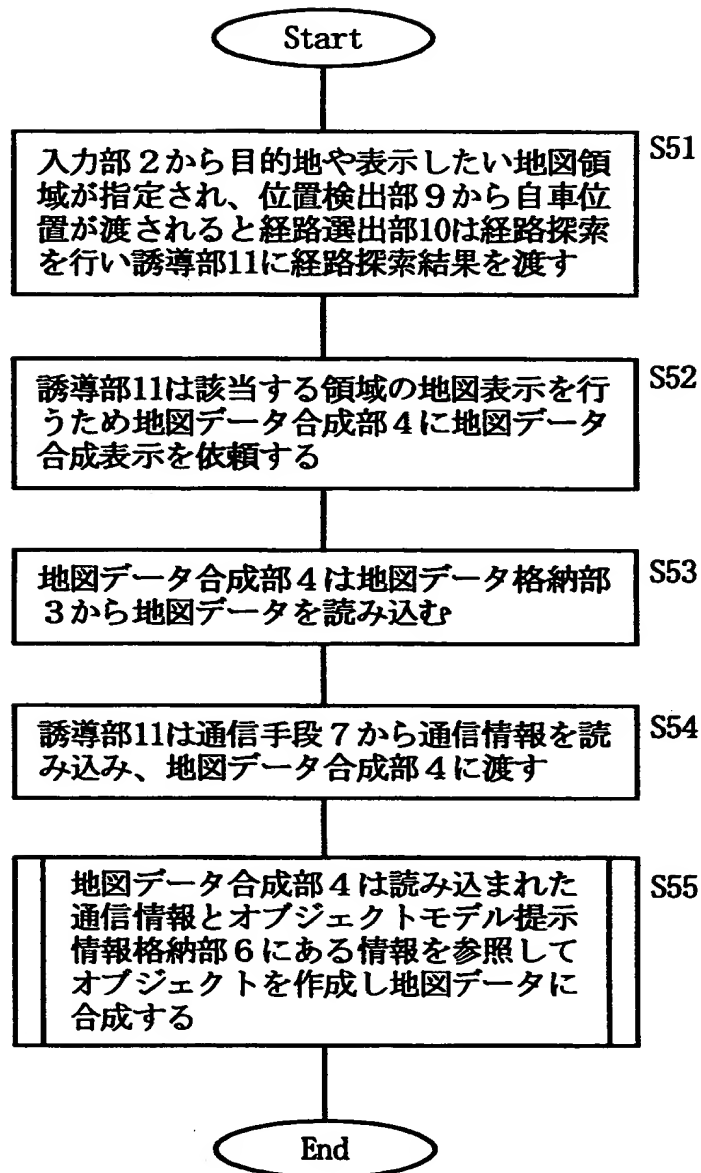 Start
S51
入力部２から目的地や表示したい地図領
域が指定され、位置検出部９から自車位
置が渡されると経路選出部10は経路探索
を行い誘導部11に経路探索結果を渡す
S52
誘導部11は該当する領域の地図表示を行
うため地図データ合成部４に地図データ
合成表示を依頼する
S53
地図データ合成部４は地図データ格納部
３から地図データを読み込む
S54
誘導部11は通信手段７から通信情報を読
み込み、地図データ合成部４に渡す
S55
地図データ合成部４は読み込まれた
通信情報とオブジェクトモデル提示
情報格納部６にある情報を参照して
オブジェクトを作成し地図データに
合成する
End